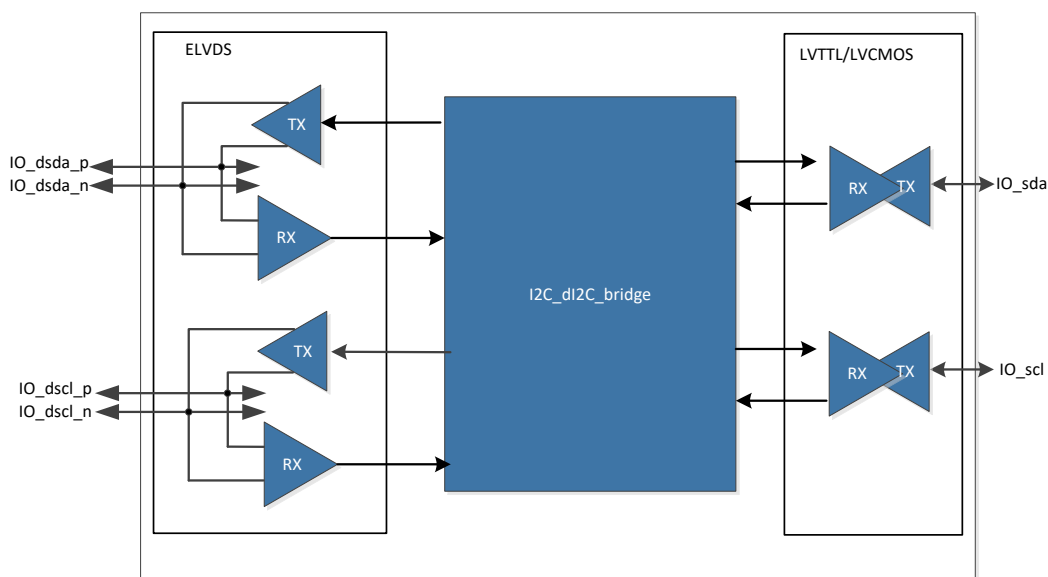 ELVDS
LVTTL/LVCMOS
TX
IO_dsda_p
IO_dsda_n
RX
RX
TX
IO_sda
I2C_dI2C_bridge
TX
IO_dscl_p
IO_dscl_n
RX
RX
TX
IO_scl